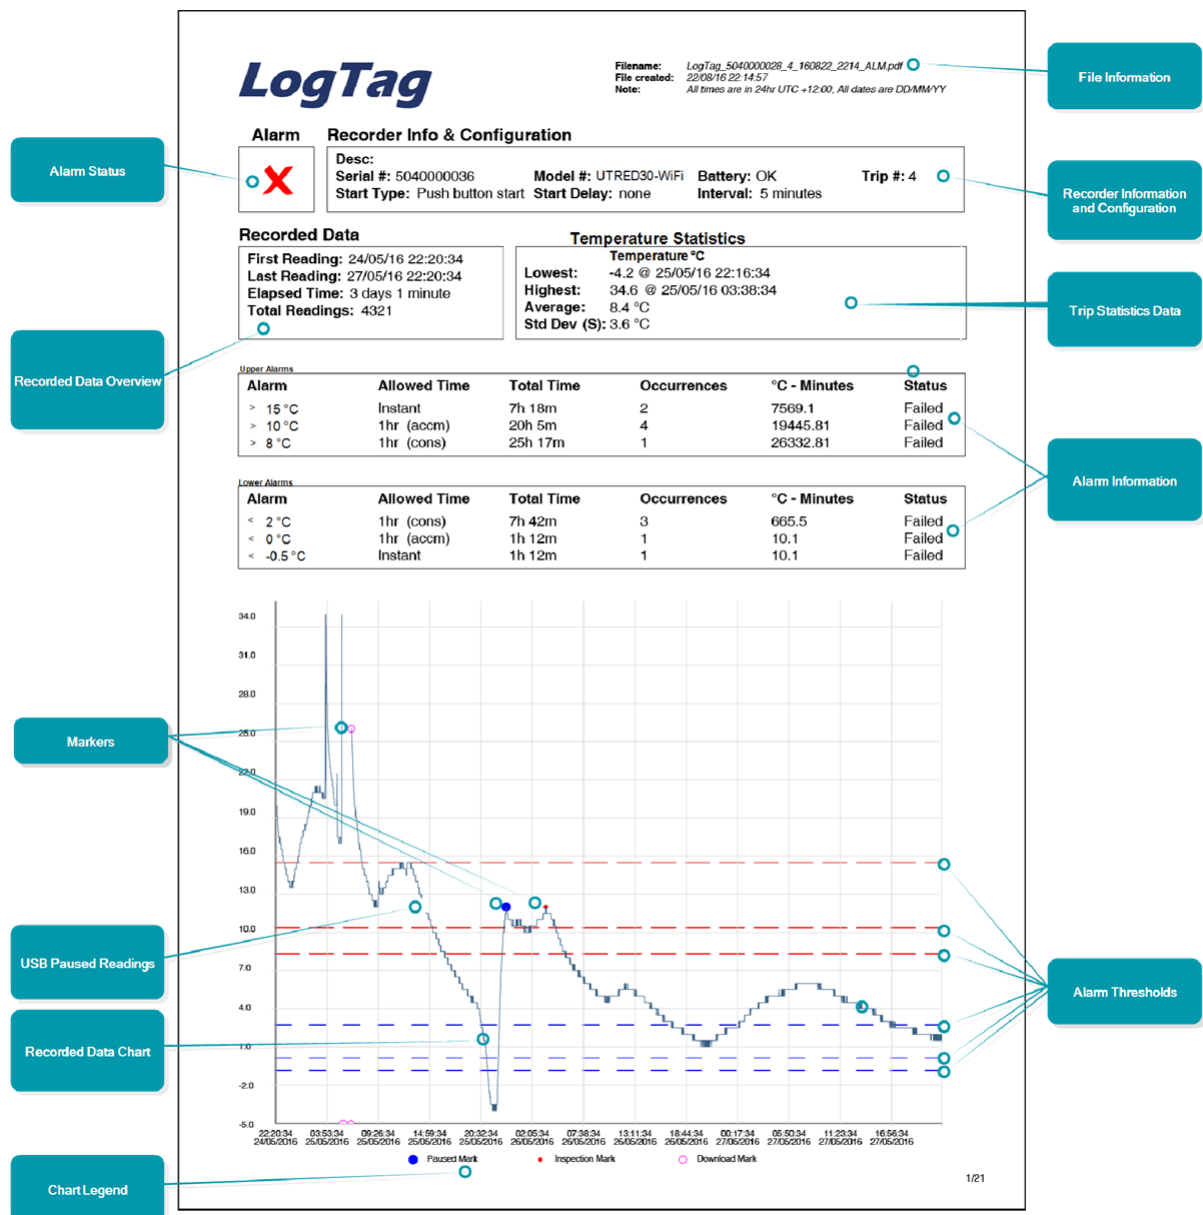 LogTag
Filename: LogTag_5040000028_4_160822_2214_ALM.pdf
File created: 22/08/16 22:14:57
Note: All times are in 24hr UTC +12:00, All dates are DD/MM/YY
File Information
Alarm
Recorder Info & Configuration
Alarm Status
Desc:
Serial #: 5040000036 Model #: UTRED30-WiFi Battery: OK Trip #: 4
Start Type: Push button start Start Delay: none Interval: 5 minutes
Recorder Information
and Configuration
Recorded Data
First Reading: 24/05/16 22:20:34
Last Reading: 27/05/16 22:20:34
Elapsed Time: 3 days 1 minute
Total Readings: 4321
Temperature Statistics
Temperature °C
Lowest: -4.2 @ 25/05/16 22:16:34
Highest: 34.6 @ 25/05/16 03:38:34
Average: 8.4 °C
Std Dev (S): 3.6 °C
Trip Statistics Data
Recorded Data Overview
Upper Alarms
Alarm Allowed Time Total Time Occurrences °C - Minutes Status
> 15 °C Instant 7h 18m 2 7569.1 Failed
> 10 °C 1hr (accm) 20h 5m 4 19445.81 Failed
> 8 °C 1hr (cons) 25h 17m 1 26332.81 Failed
Alarm Information
Lower Alarms
Alarm Allowed Time Total Time Occurrences °C - Minutes Status
< 2 °C 1hr (cons) 7h 42m 3 665.5 Failed
< 0 °C 1hr (accm) 1h 12m 1 10.1 Failed
< -0.5 °C Instant 1h 12m 1 10.1 Failed
34.0
31.0
28.0
25.0
22.0
19.0
16.0
13.0
10.0
7.0
4.0
1.0
-2.0
-5.0
Markers
USB Paused Readings
Recorded Data Chart
Alarm Thresholds
22:20:34 03:53:34 09:26:34 14:59:34 20:32:34 02:05:34 07:38:34 13:11:34 18:44:34 00:17:34 05:50:34 11:23:34 16:56:34
24/05/2016 25/05/2016 25/05/2016 25/05/2016 25/05/2016 26/05/2016 26/05/2016 26/05/2016 26/05/2016 27/05/2016 27/05/2016 27/05/2016 27/05/2016
Paused Mark Inspection Mark Download Mark
Chart Legend
1/21